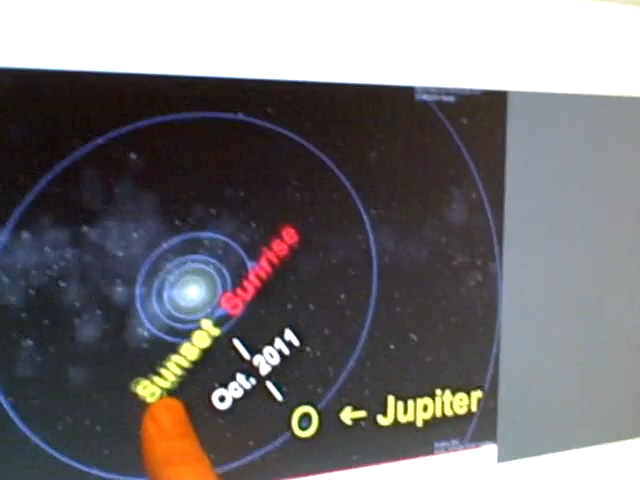 Sunrise
Sunset
Oct. 2011
← Jupiter